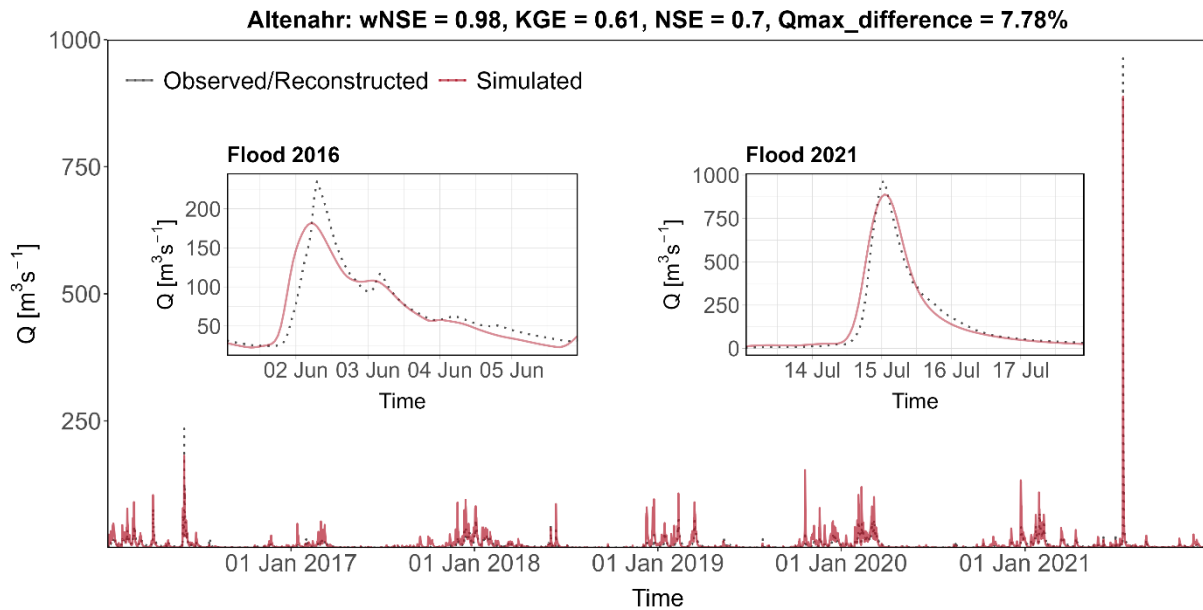 Altenahr: wNSE = 0.98, KGE = 0.61, NSE = 0.7, Qmax_difference = 7.78%
1000
Observed/Reconstructed Simulated
750
500
250
Q [m³s⁻¹]
Flood 2016
200
150
100
50
Q [m³s⁻¹]
02 Jun 03 Jun 04 Jun 05 Jun
Time
Flood 2021
1000
750
500
250
0
Q [m³s⁻¹]
14 Jul 15 Jul 16 Jul 17 Jul
Time
01 Jan 2017 01 Jan 2018 01 Jan 2019 01 Jan 2020 01 Jan 2021
Time